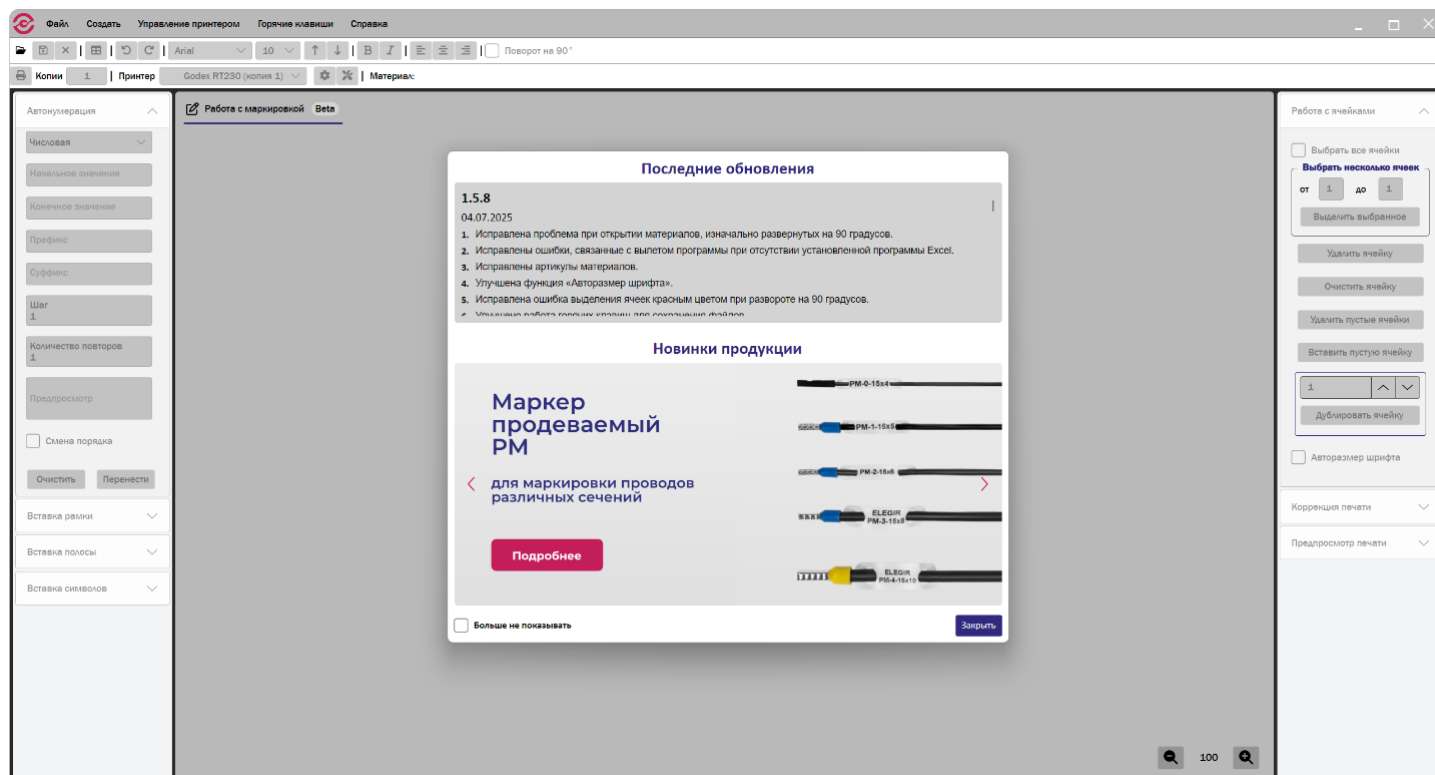 Файл Создать Управление принтером Горячие клавиши Справка
Arial 10 B I Поворот на 90°
Копии 1 Принтер Godex RT230 (копия 1) Материал:
Автонумерация
Числовая
Начальное значение
Конечное значение
Префикс
Суффикс
Шаг
1
Количество повторов
1
Предпросмотр
Смена порядка
Очистить Перенести
Вставка рамки
Вставка полосы
Вставка символов
Работа с маркировкой Beta
Последние обновления
1.5.8
04.07.2025
1. Исправлена проблема при открытии материалов, изначально развернутых на 90 градусов.
2. Исправлены ошибки, связанные с вылетом программы при отсутствии установленной программы Excel.
3. Исправлены артикулы материалов.
4. Улучшена функция «Авторазмер шрифта».
5. Исправлена ошибка выделения ячеек красным цветом при развороте на 90 градусов.
6. Улучшено работа горячих клавиш для сохранения файлов
Новинки продукции
Маркер
продеваемый
РМ
для маркировки проводов
различных сечений
Подробнее
PM-0-15x4
PM-1-15x5
PM-2-15x6
ELEGIR
PM-3-15x8
ELEGIR
PM-4-15x10
Больше не показывать
Закрыть
100
Работа с ячейками
Выбрать все ячейки
Выбрать несколько ячеек
от 1 до 1
Выделить выбранное
Удалить ячейку
Очистить ячейку
Удалить пустые ячейки
Вставить пустую ячейку
1
Дублировать ячейку
Авторазмер шрифта
Коррекция печати
Предпросмотр печати